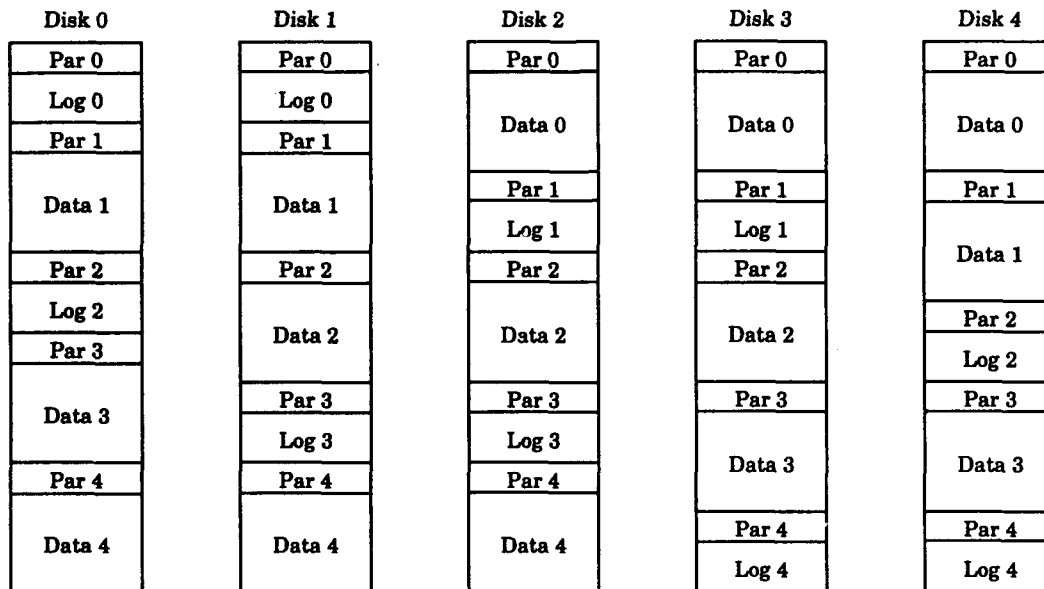 Disk 0
Disk 1
Disk 2
Disk 3
Disk 4
Par 0
Log 0
Par 1
Data 1
Par 2
Log 2
Par 3
Data 3
Par 4
Data 4
Par 0
Log 0
Par 1
Data 1
Par 2
Data 2
Par 3
Log 3
Par 4
Data 4
Par 0
Data 0
Par 1
Log 1
Par 2
Data 2
Par 3
Log 3
Par 4
Data 4
Par 0
Data 0
Par 1
Log 1
Par 2
Data 2
Par 3
Data 3
Par 4
Log 4
Par 0
Data 0
Par 1
Data 1
Par 2
Log 2
Par 3
Data 3
Par 4
Log 4